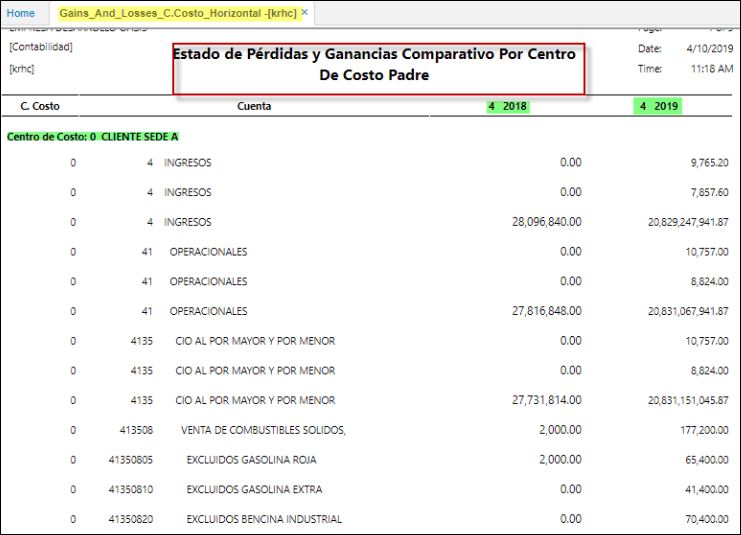 Home Gains_And_Losses_C.Costo_Horizontal -[krhc] ×
[Contabilidad] Date: 4/10/2019
[krhc] Time: 11:18 AM
Estado de Pérdidas y Ganancias Comparativo Por Centro
De Costo Padre
C. Costo Cuenta 4 2018 4 2019
Centro de Costo: 0 CLIENTE SEDE A
0 4 INGRESOS 0.00 9,765.20
0 4 INGRESOS 0.00 7,857.60
0 4 INGRESOS 28,096,840.00 20,829,247,941.87
0 41 OPERACIONALES 0.00 10,757.00
0 41 OPERACIONALES 0.00 8,824.00
0 41 OPERACIONALES 27,816,848.00 20,831,067,941.87
0 4135 CIO AL POR MAYOR Y POR MENOR 0.00 10,757.00
0 4135 CIO AL POR MAYOR Y POR MENOR 0.00 8,824.00
0 4135 CIO AL POR MAYOR Y POR MENOR 27,731,814.00 20,831,151,045.87
0 413508 VENTA DE COMBUSTIBLES SOLIDOS, 2,000.00 177,200.00
0 41350805 EXCLUIDOS GASOLINA ROJA 2,000.00 65,400.00
0 41350810 EXCLUIDOS GASOLINA EXTRA 0.00 41,400.00
0 41350820 EXCLUIDOS BENCINA INDUSTRIAL 0.00 70,400.00